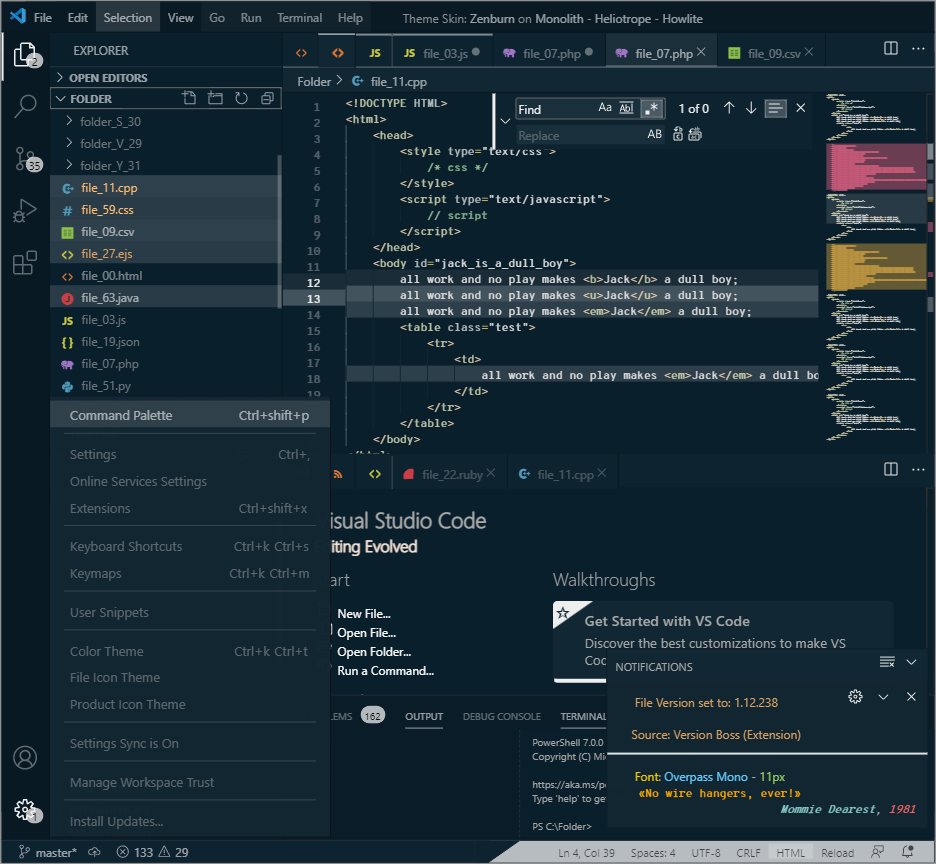 File Edit Selection View Go Run Terminal Help Theme Skin: Zenburn on Monolith - Heliotrope - Howlite
EXPLORER
OPEN EDITORS
FOLDER
folder_S_30
folder_V_29
folder_Y_31
file_11.cpp
file_59.css
file_09.csv
file_27.ejs
file_00.html
file_63.java
JS file_03.js
{} file_19.json
file_07.php
file_51.py
2
35
JS JS file_03.js file_07.php file_07.php file_09.csv
Folder > file_11.cpp
Find Aa Abl .* 1 of 0
Replace AB
1 <!DOCTYPE HTML>
2 <html>
3 <head>
4 <style type="text/css">
5 /* css */
6 </style>
7 <script type="text/javascript">
8 // script
9 </script>
10 </head>
11 <body id="jack_is_a_dull_boy">
12 all work and no play makes <b>Jack</b> a dull boy;
13 all work and no play makes <u>Jack</u> a dull boy;
14 all work and no play makes <em>Jack</em> a dull boy;
15 <table class="test">
16 <tr>
17 <td>
18 all work and no play makes <em>Jack</em> a dull bo
19 </td>
</tr>
</table>
</body>
Command Palette Ctrl+shift+p
Settings Ctrl+,
Online Services Settings
Extensions Ctrl+shift+x
Keyboard Shortcuts Ctrl+k Ctrl+s
Keymaps Ctrl+k Ctrl+m
User Snippets
Color Theme Ctrl+k Ctrl+t
File Icon Theme
Product Icon Theme
Settings Sync is On
Manage Workspace Trust
Install Updates...
1
file_22.ruby file_11.cpp
isual Studio Code
iting Evolved
art
New File...
Open File...
Open Folder...
Run a Command...
Walkthroughs
Get Started with VS Code
Discover the best customizations to make VS
Coc
NOTIFICATIONS
File Version set to: 1.12.238
Source: Version Boss (Extension)
Font: Overpass Mono - 11px
«No wire hangers, ever!»
Mommie Dearest, 1981
LEMS 162 OUTPUT DEBUG CONSOLE TERMINAL
PowerShell 7.0.0
Copyright (C) Mi
https://aka.ms/p
Type 'help' to ge
PS C:\Folder>
master* 133 29 Ln 4, Col 39 Spaces: 4 UTF-8 CRLF HTML Reload